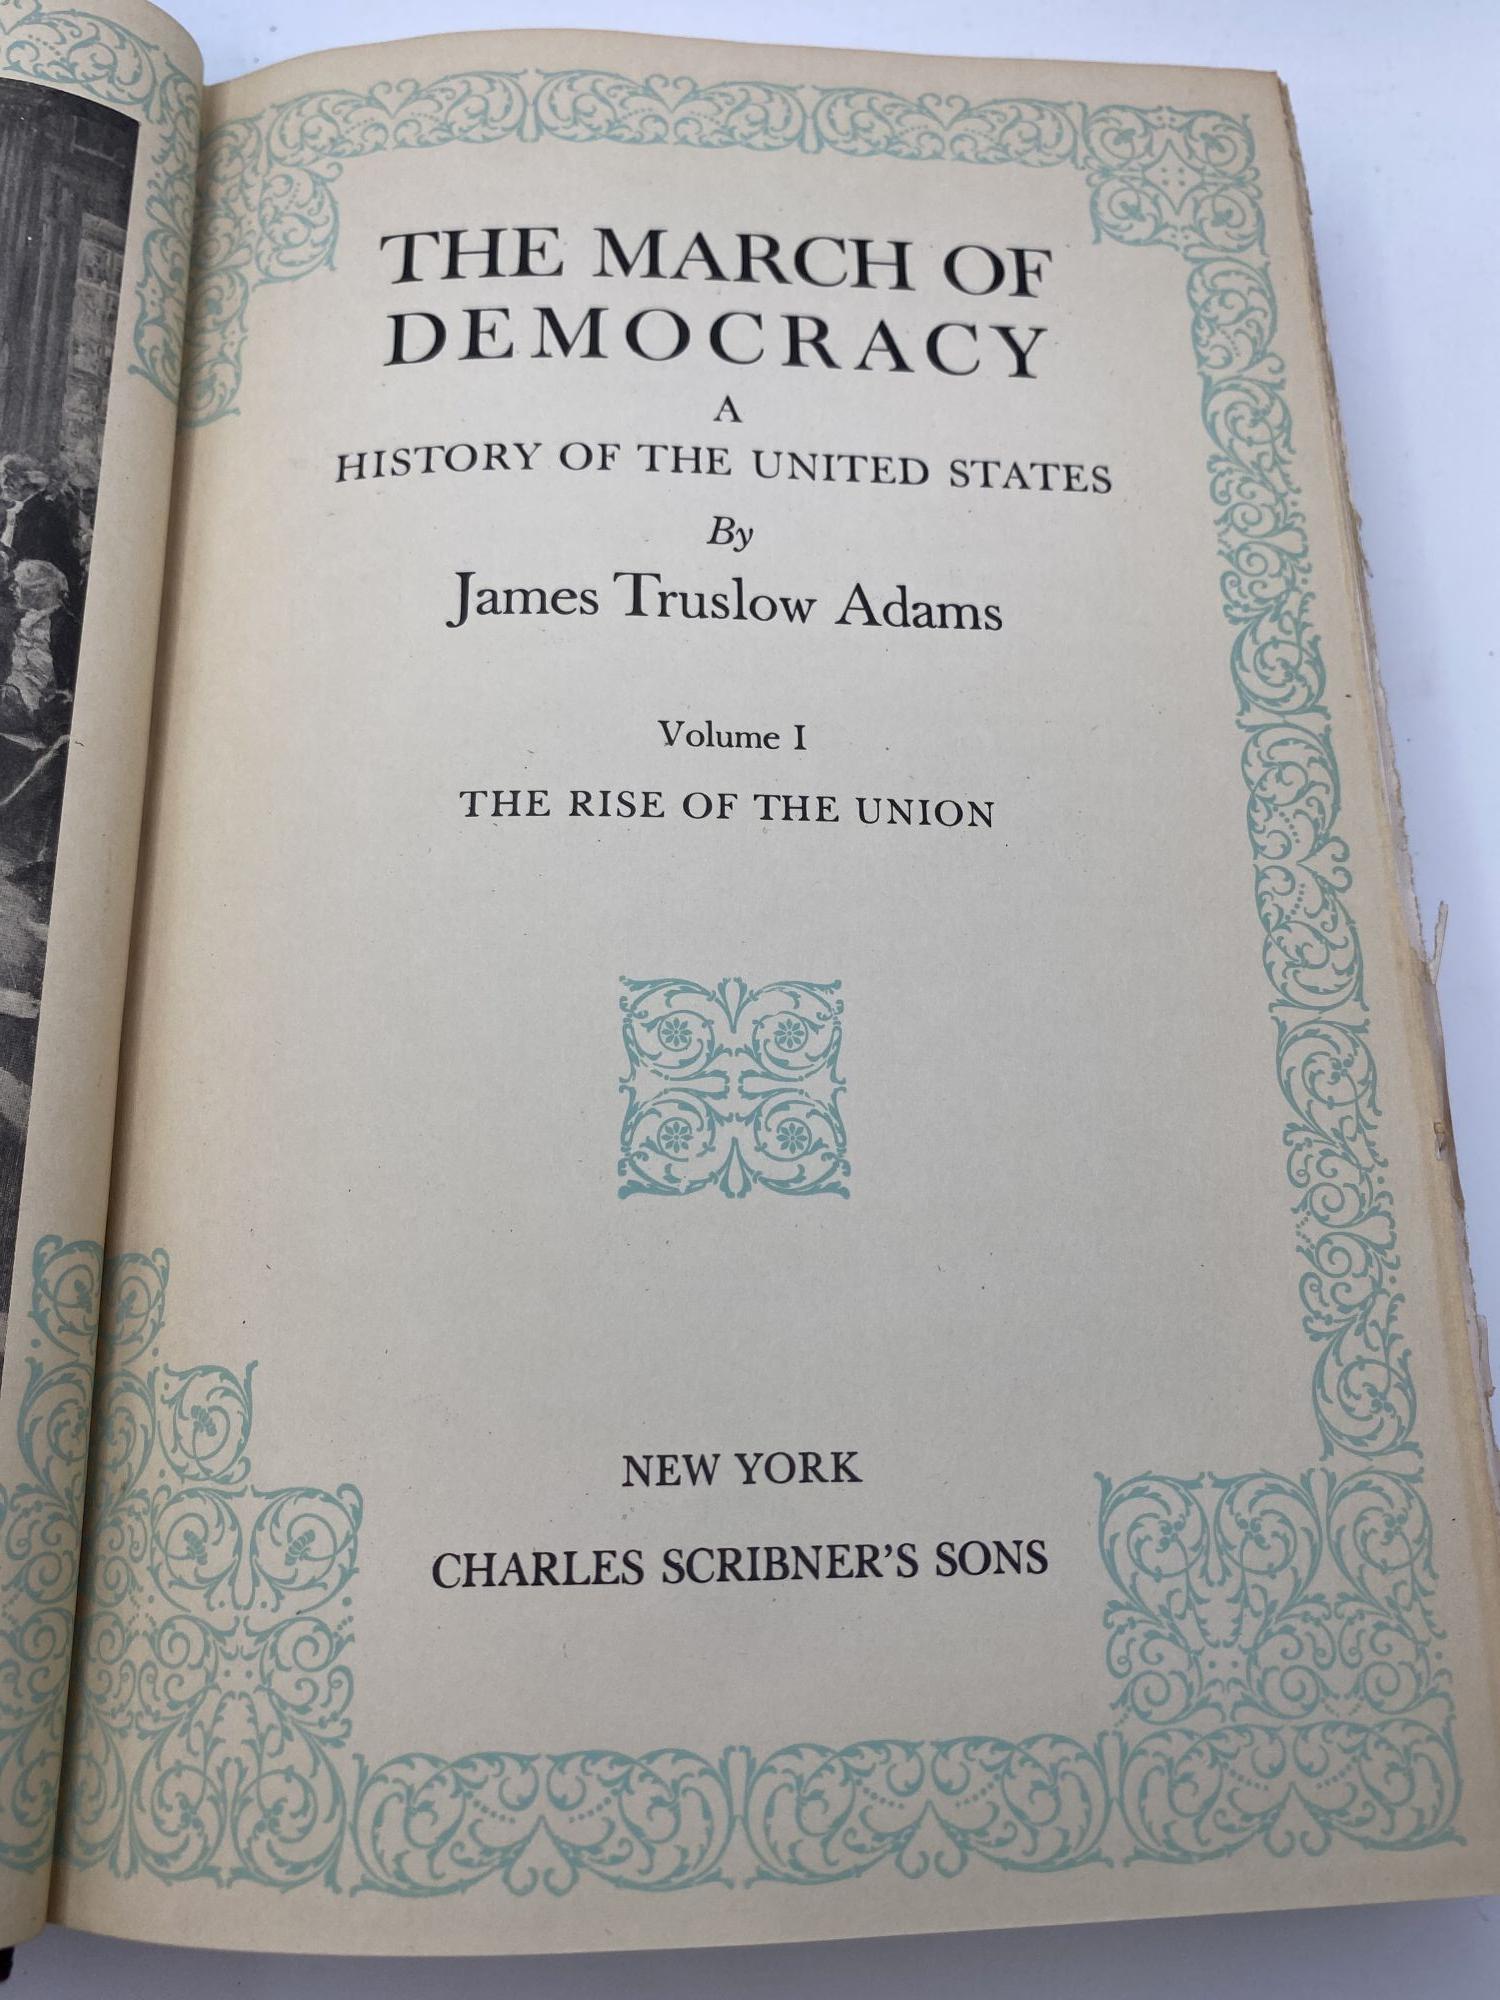 THE MARCH OF
DEMOCRACY
A
HISTORY OF THE UNITED STATES
By
James Truslow Adams
Volume I
THE RISE OF THE UNION
NEW YORK
CHARLES SCRIBNER'S SONS